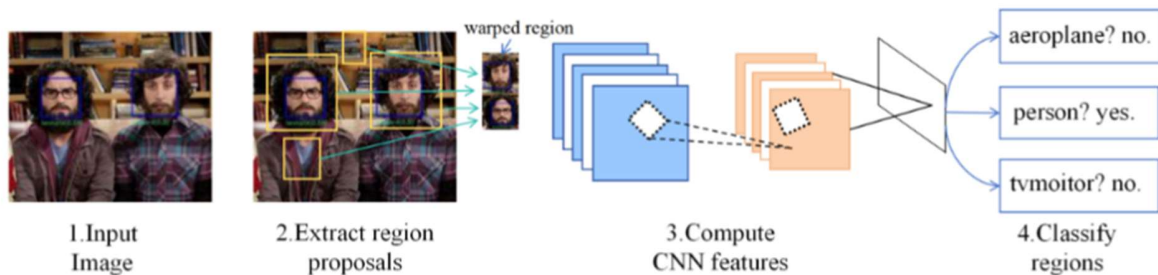 warped region
aeroplane? no.
person? yes.
tvmoitor? no.
1.Input
Image
2.Extract region
proposals
3.Compute
CNN features
4.Classify
regions